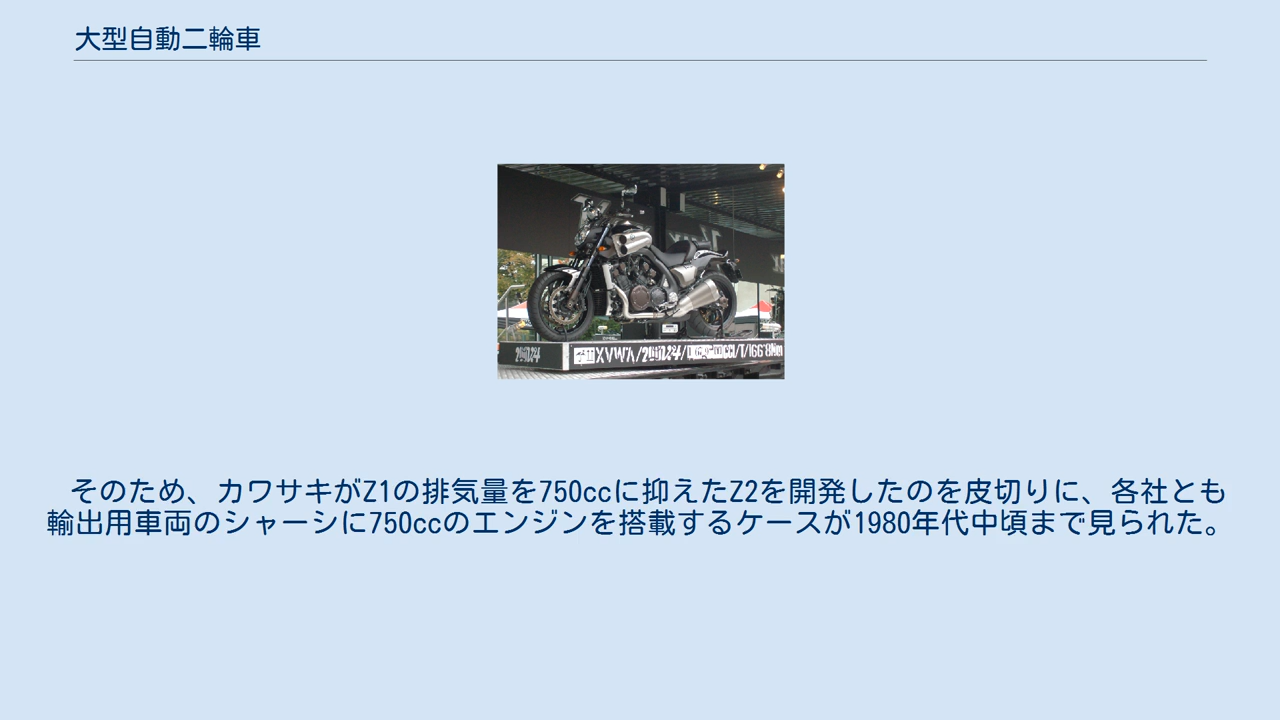 大型自動二輪車
そのため、カワサキがZ1の排気量を750ccに抑えたZ2を開発したのを皮切りに、各社とも
輸出用車両のシャーシに750ccのエンジンを搭載するケースが1980年代中頃まで見られた。